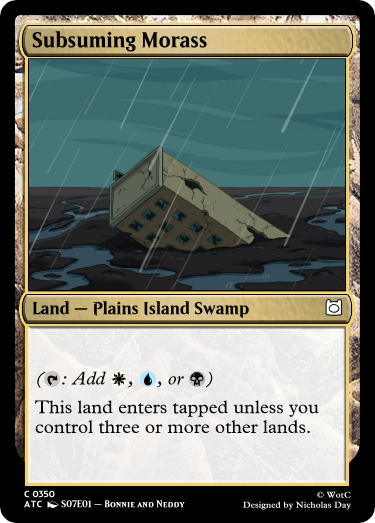 Subsuming Morass
Land — Plains Island Swamp
(: Add , , or )
This land enters tapped unless you
control three or more other lands.
C 0350
ATC S07E01 – Bonnie and Neddy
© WotC
Designed by Nicholas Day